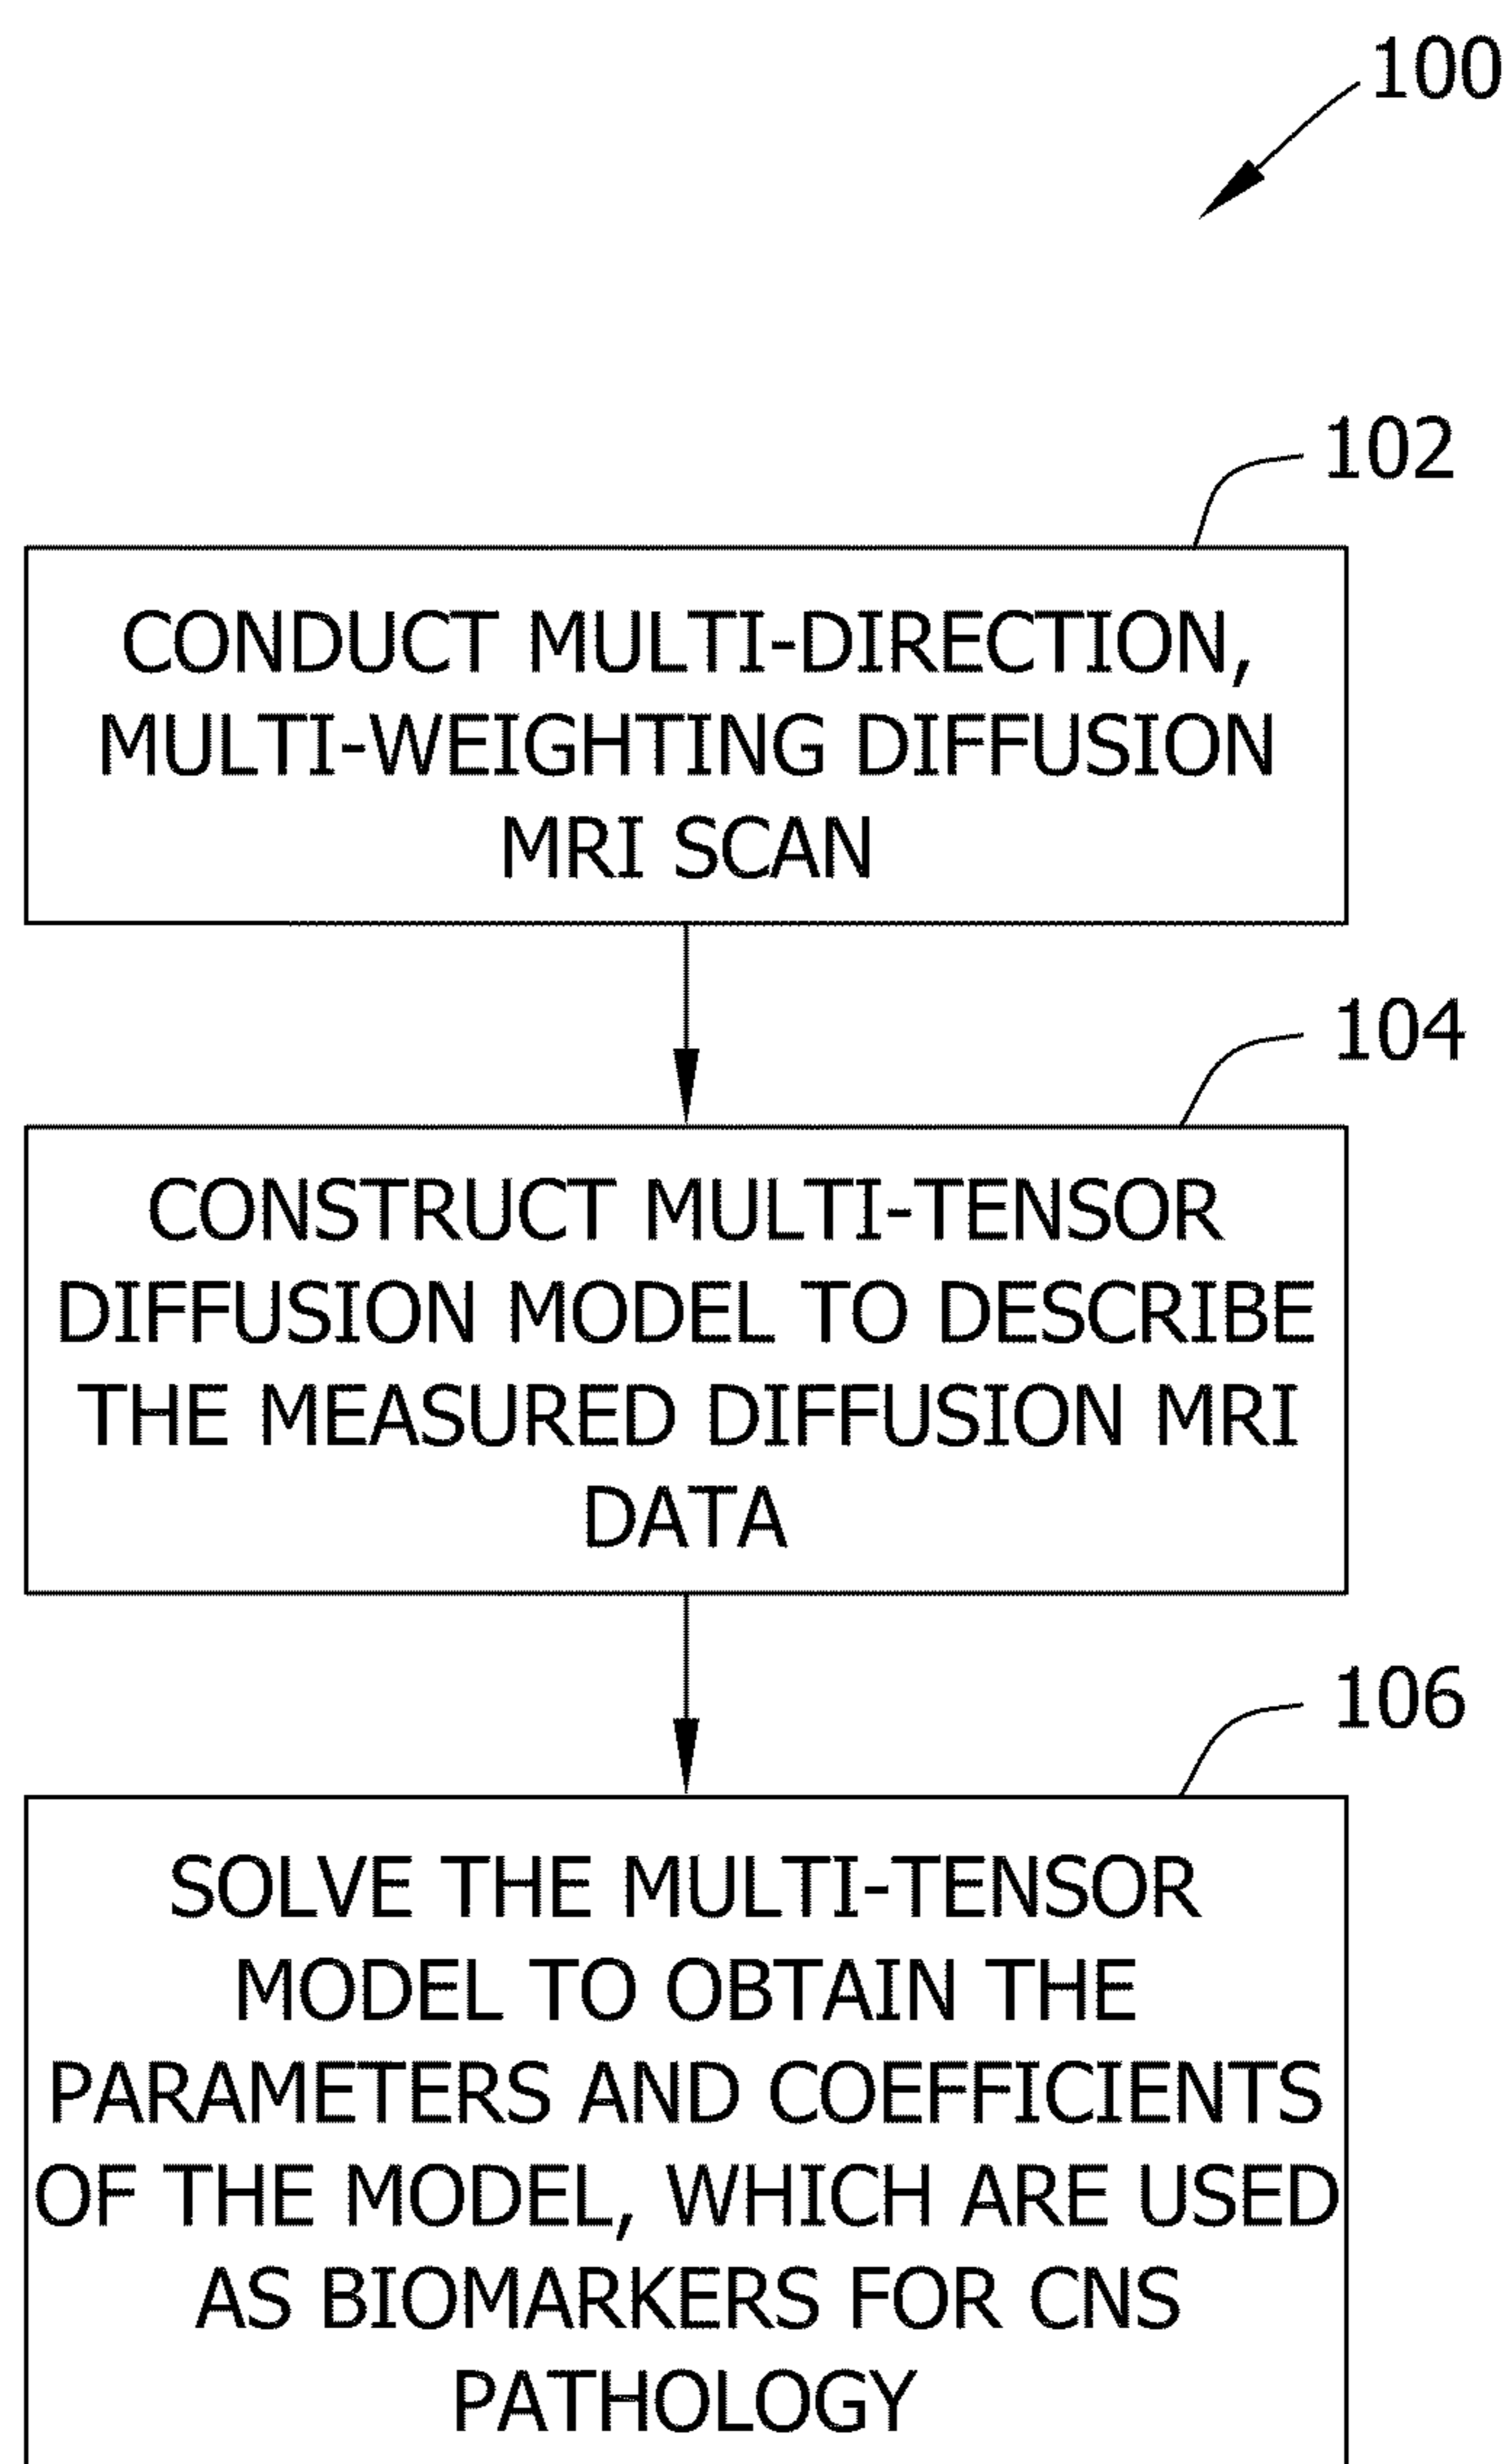 100
102
CONDUCT MULTI-DIRECTION,
MULTI-WEIGHTING DIFFUSION
MRI SCAN
104
CONSTRUCT MULTI-TENSOR
DIFFUSION MODEL TO DESCRIBE
THE MEASURED DIFFUSION MRI
DATA
106
SOLVE THE MULTI-TENSOR
MODEL TO OBTAIN THE
PARAMETERS AND COEFFICIENTS
OF THE MODEL, WHICH ARE USED
AS BIOMARKERS FOR CNS
PATHOLOGY